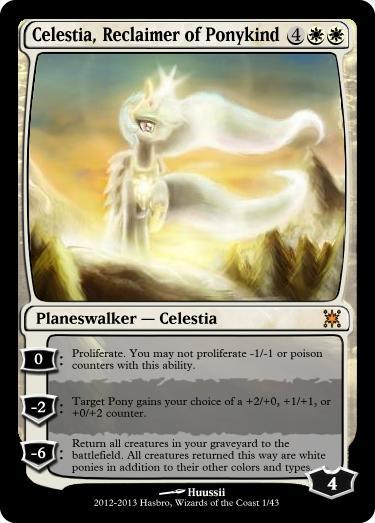 Celestia, Reclaimer of Ponykind 4
Planeswalker — Celestia
0: Proliferate. You may not proliferate -1/-1 or poison
counters with this ability.
-2: Target Pony gains your choice of a +2/+0, +1/+1, or
+0/+2 counter.
-6: Return all creatures in your graveyard to the
battlefield. All creatures returned this way are white
ponies in addition to their other colors and types.
4
Huussii
2012-2013 Hasbro, Wizards of the Coast 1/43